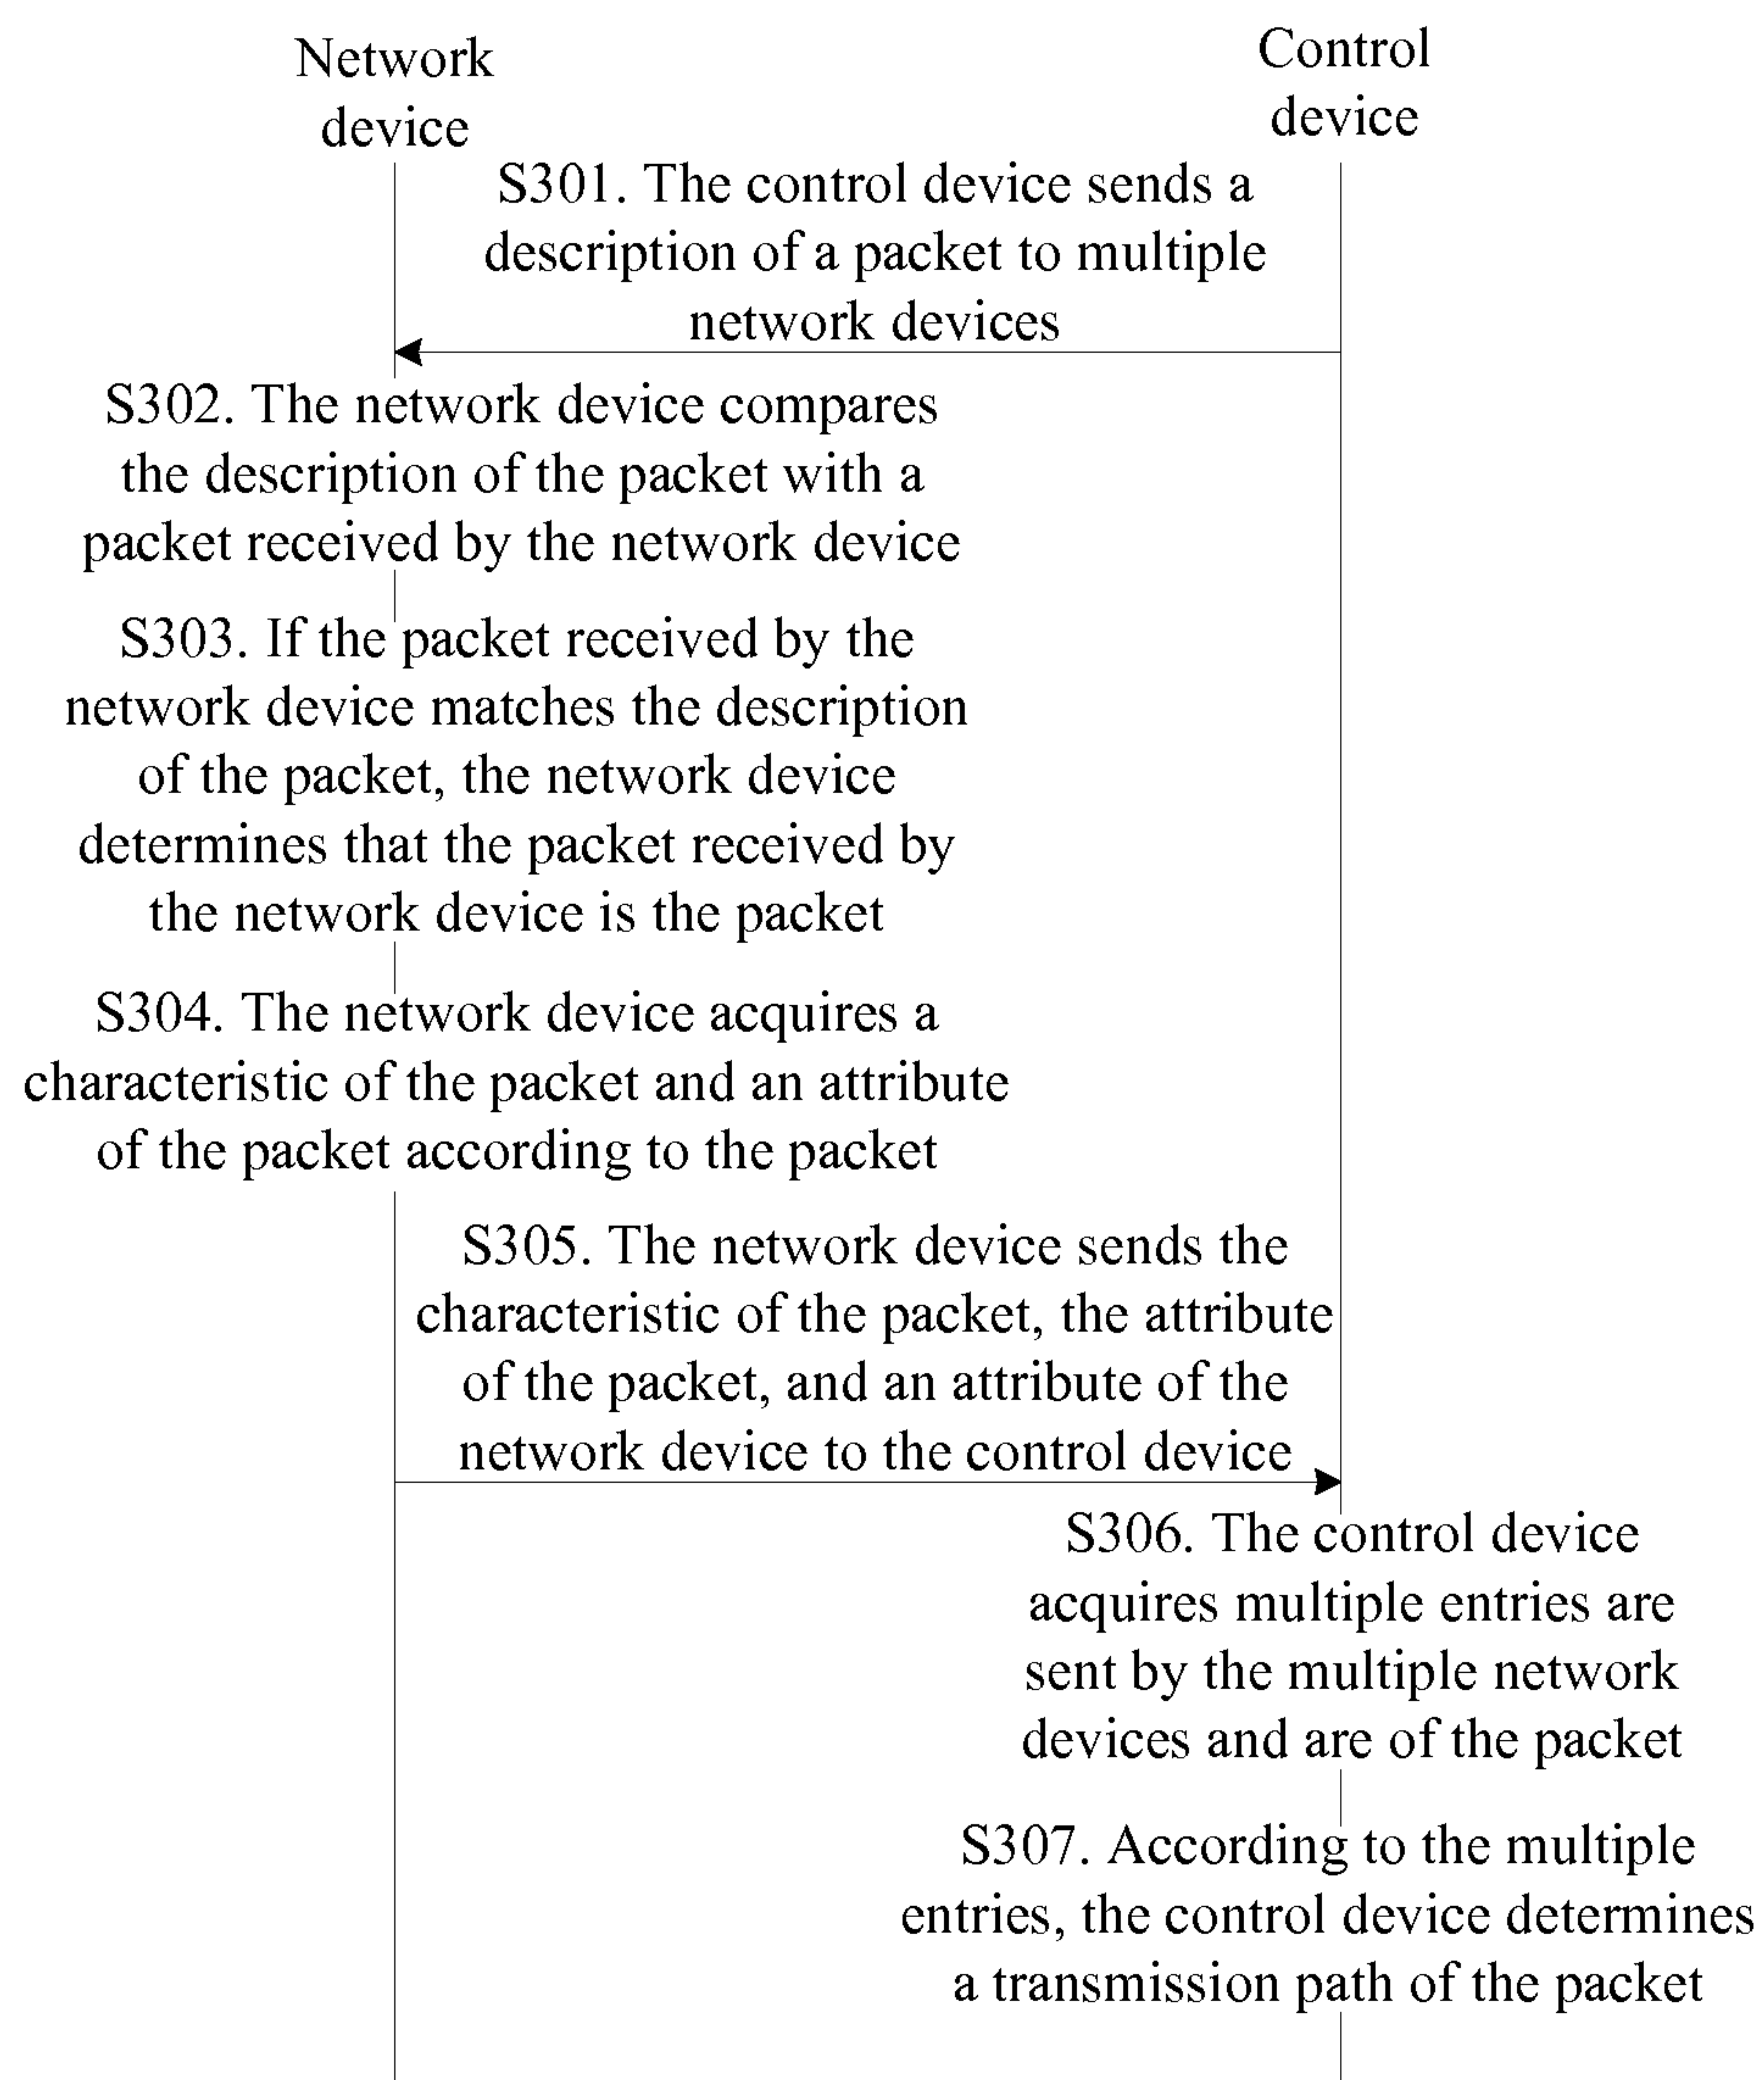 Network
device
Control
device
S301. The control device sends a
description of a packet to multiple
network devices
S302. The network device compares
the description of the packet with a
packet received by the network device
S303. If the packet received by the
network device matches the description
of the packet, the network device
determines that the packet received by
the network device is the packet
S304. The network device acquires a
characteristic of the packet and an attribute
of the packet according to the packet
S305. The network device sends the
characteristic of the packet, the attribute
of the packet, and an attribute of the
network device to the control device
S306. The control device
acquires multiple entries are
sent by the multiple network
devices and are of the packet
S307. According to the multiple
entries, the control device determines
a transmission path of the packet